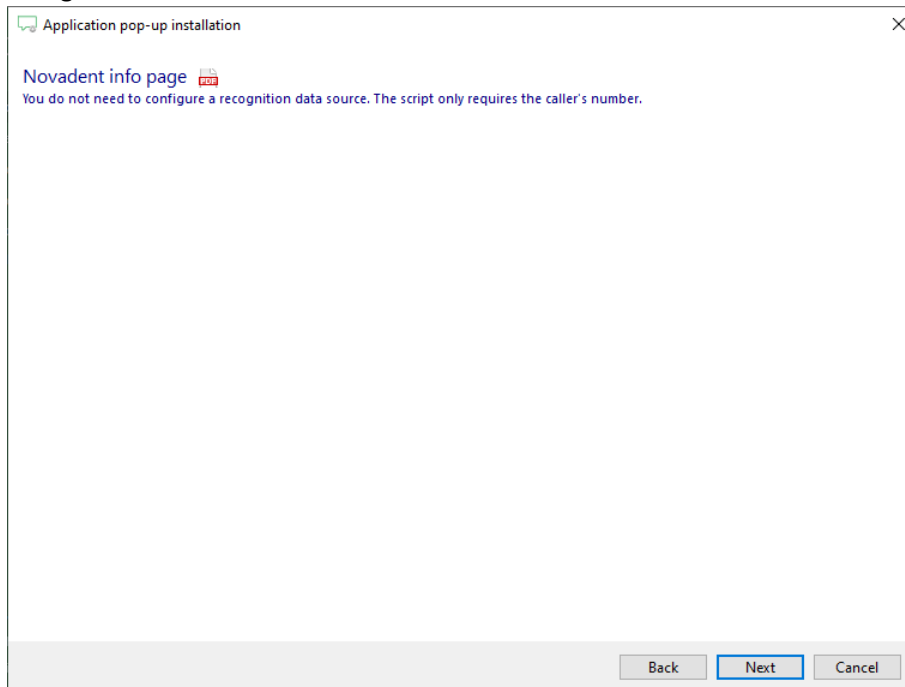 Application pop-up installation
Novadent info page
PDF
You do not need to configure a recognition data source. The script only requires the caller's number.
Back Next Cancel